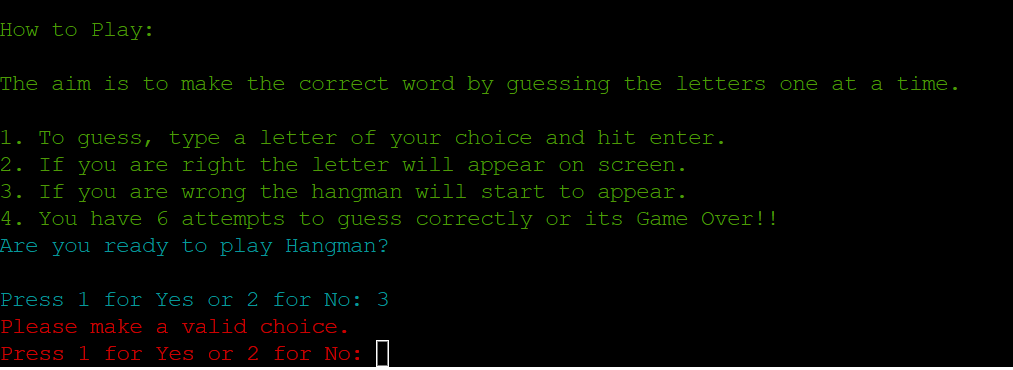 How to Play:
The aim is to make the correct word by guessing the letters one at a time.
1. To guess, type a letter of your choice and hit enter.
2. If you are right the letter will appear on screen.
3. If you are wrong the hangman will start to appear.
4. You have 6 attempts to guess correctly or its Game Over!!
Are you ready to play Hangman?
Press 1 for Yes or 2 for No: 3
Please make a valid choice.
Press 1 for Yes or 2 for No: